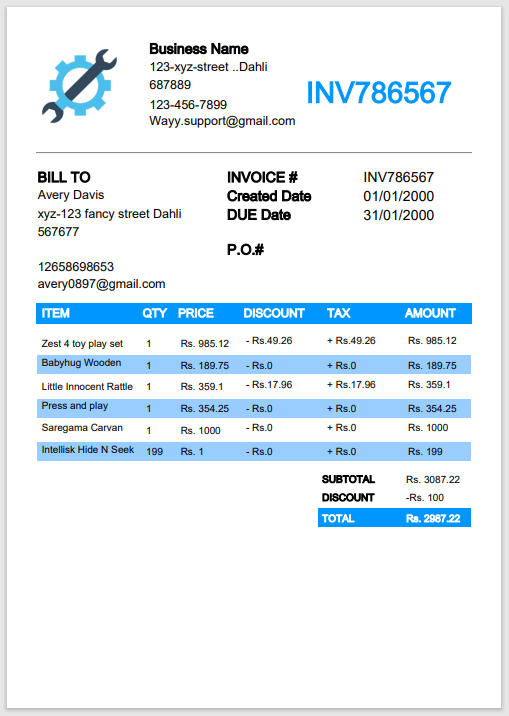 Business Name
123-xyz-street ..Dahli
687889
123-456-7899
Wayy.support@gmail.com
INV786567
BILL TO
Avery Davis
xyz-123 fancy street Dahli
567677
12658698653
avery0897@gmail.com
INVOICE # INV786567
Created Date 01/01/2000
DUE Date 31/01/2000
P.O.#
ITEM QTY PRICE DISCOUNT TAX AMOUNT
Zest 4 toy play set 1 Rs. 985.12 - Rs.49.26 + Rs.49.26 Rs. 985.12
Babyhug Wooden 1 Rs. 189.75 - Rs.0 + Rs.0 Rs. 189.75
Little Innocent Rattle 1 Rs. 359.1 - Rs.17.96 + Rs.17.96 Rs. 359.1
Press and play 1 Rs. 354.25 - Rs.0 + Rs.0 Rs. 354.25
Saregama Carvan 1 Rs. 1000 - Rs.0 + Rs.0 Rs. 1000
Intellisk Hide N Seek 199 Rs. 1 - Rs.0 + Rs.0 Rs. 199
SUBTOTAL Rs. 3087.22
DISCOUNT -Rs. 100
TOTAL Rs. 2987.22